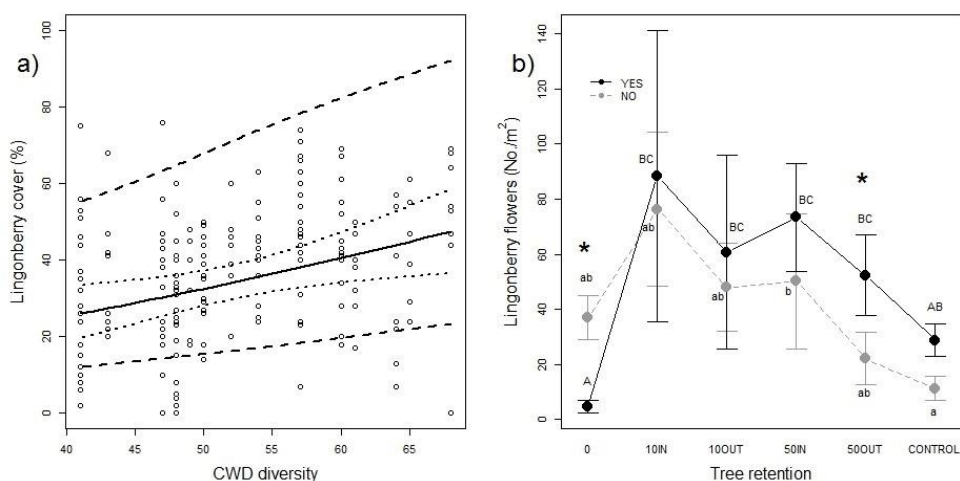 a)
Lingonberry cover (%)
100
80
60
40
20
0
40 45 50 55 60 65
CWD diversity
b)
Lingonberry flowers (No./m²)
140
120
100
80
60
40
20
0
YES
NO
*
ab
A
BC
ab
BC
ab
BC
b
*
BC
ab
AB
a
0 10IN 10OUT 50IN 50OUT CONTROL
Tree retention